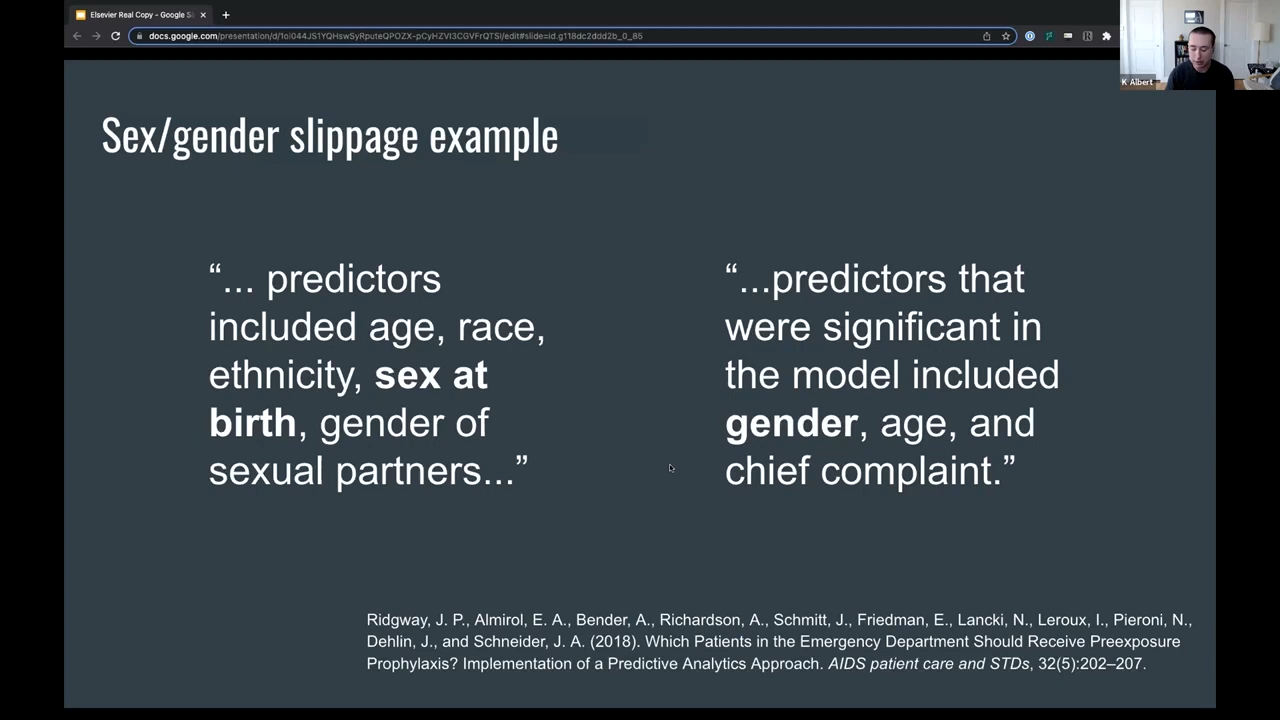 Elsevier Real Copy - Google Sl
docs.google.com/presentation/d/1oi044JS1YQHswSyRputeQPOZX-pCyHZVI3CGVFrQTSI/edit#slide=id.g118dc2ddd2b_0_85
K Albert
Sex/gender slippage example
“... predictors
included age, race,
ethnicity, sex at
birth, gender of
sexual partners...”
“...predictors that
were significant in
the model included
gender, age, and
chief complaint.”
Ridgway, J. P., Almirol, E. A., Bender, A., Richardson, A., Schmitt, J., Friedman, E., Lancki, N., Leroux, I., Pieroni, N.,
Dehlin, J., and Schneider, J. A. (2018). Which Patients in the Emergency Department Should Receive Preexposure
Prophylaxis? Implementation of a Predictive Analytics Approach. AIDS patient care and STDs, 32(5):202–207.